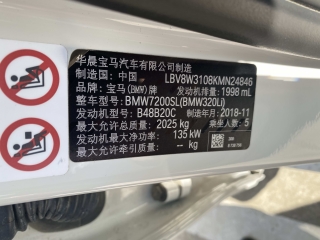 华晨宝马汽车有限公司制造
制造国: 中国 LBV8W3108KMN24846
品牌: 宝马(BMW)牌 发动机排量: 1998 mL
整车型号: BMW7200SL(BMW320Li)
发动机型号: B48B20C 制造年月: 2018-11
最大允许总质量: 2025 kg 乘坐人数: 5
最大净功率: 135 kW
最大允许牵引质量: -- kg